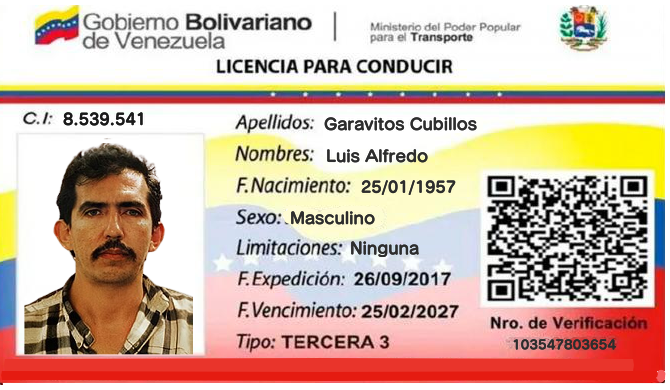 Gobierno Bolivariano
de Venezuela
Ministerio del Poder Popular
para el Transporte
LICENCIA PARA CONDUCIR
C.I: 8.539.541
Apellidos: Garavitos Cubillos
Nombres: Luis Alfredo
F.Nacimiento: 25/01/1957
Sexo: Masculino
Limitaciones: Ninguna
F.Expedición: 26/09/2017
F.Vencimiento: 25/02/2027
Tipo: TERCERA 3
Nro. de Verificación
103547803654